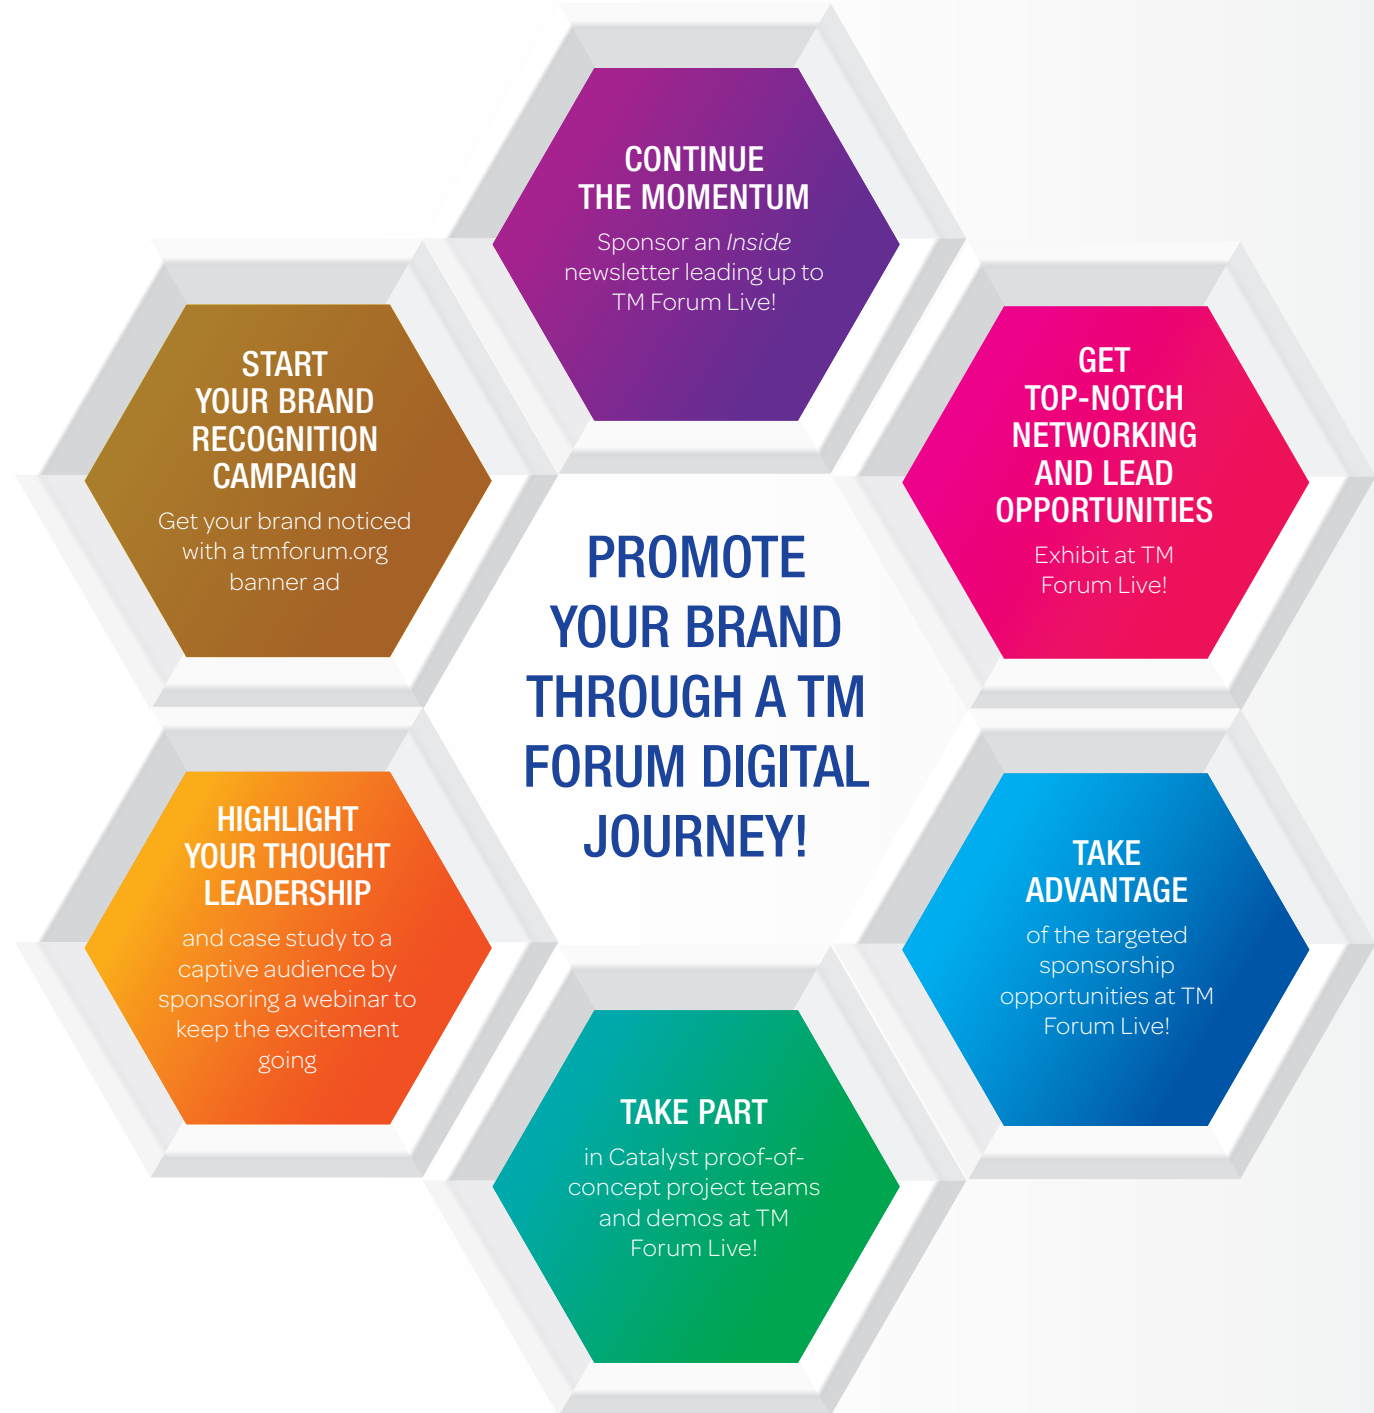 CONTINUE
THE MOMENTUM
Sponsor an Inside
newsletter leading up to
TM Forum Live!
START
YOUR BRAND
RECOGNITION
CAMPAIGN
Get your brand noticed
with a tmforum.org
banner ad
GET
TOP-NOTCH
NETWORKING
AND LEAD
OPPORTUNITIES
Exhibit at TM
Forum Live!
PROMOTE
YOUR BRAND
THROUGH A TM
FORUM DIGITAL
JOURNEY!
HIGHLIGHT
YOUR THOUGHT
LEADERSHIP
and case study to a
captive audience by
sponsoring a webinar to
keep the excitement
going
TAKE
ADVANTAGE
of the targeted
sponsorship
opportunities at TM
Forum Live!
TAKE PART
in Catalyst proof-of-
concept project teams
and demos at TM
Forum Live!